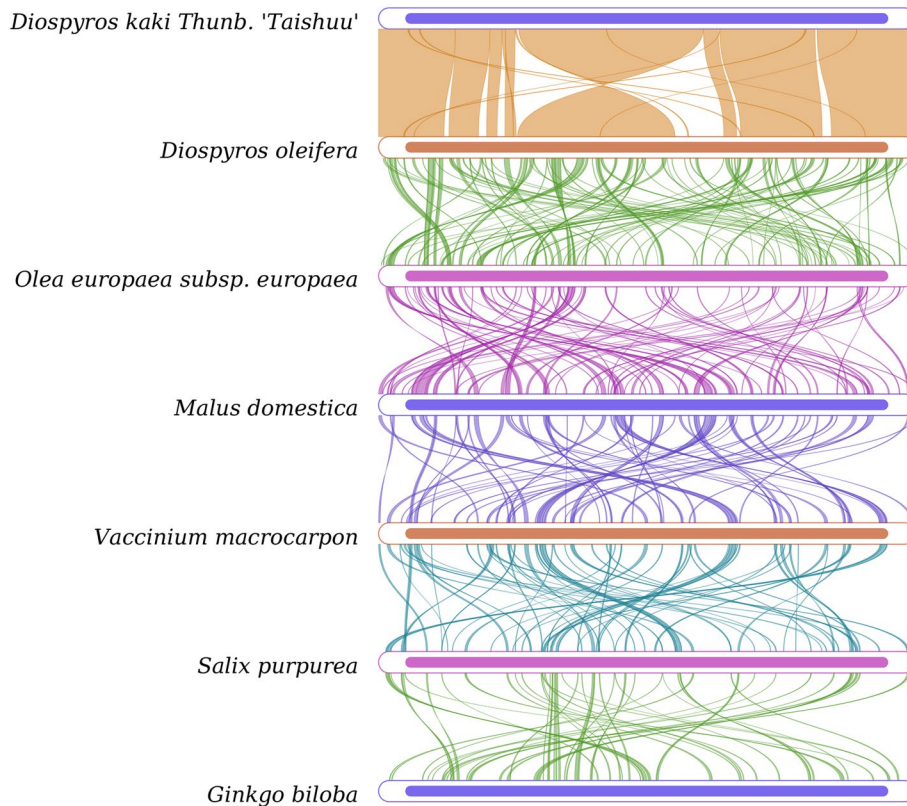 Diospyros kaki Thunb. 'Taishuu'
Diospyros oleifera
Olea europaea subsp. europaea
Malus domestica
Vaccinium macrocarpon
Salix purpurea
Ginkgo biloba